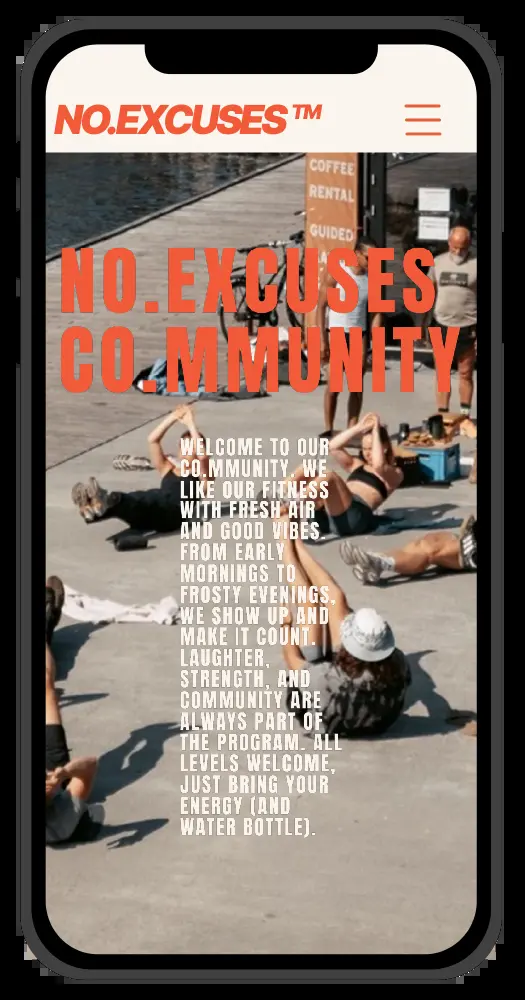 NO.EXCUSES™
COFFEE
RENTAL
GUIDED
NO.EXCUSES
CO.MMUNITY
WELCOME TO OUR
CO.MMUNITY. WE
LIKE OUR FITNESS
WITH FRESH AIR
AND GOOD VIBES.
FROM EARLY
MORNINGS TO
FROSTY EVENINGS,
WE SHOW UP AND
MAKE IT COUNT.
LAUGHTER,
STRENGTH, AND
COMMUNITY ARE
ALWAYS PART OF
THE PROGRAM. ALL
LEVELS WELCOME,
JUST BRING YOUR
ENERGY (AND
WATER BOTTLE).